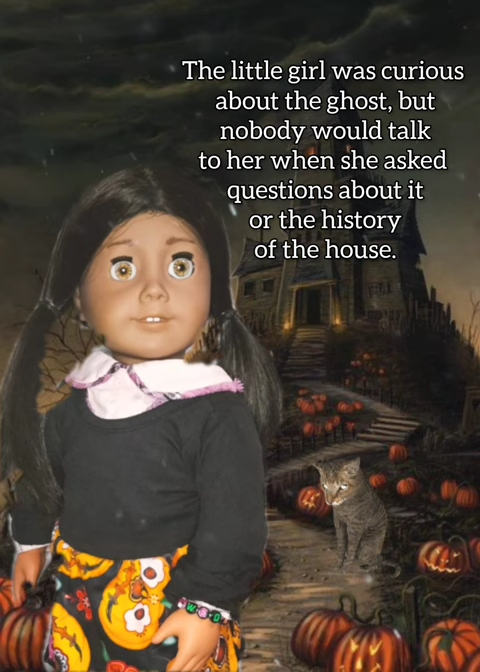 The little girl was curious
about the ghost, but
nobody would talk
to her when she asked
questions about it
or the history
of the house.